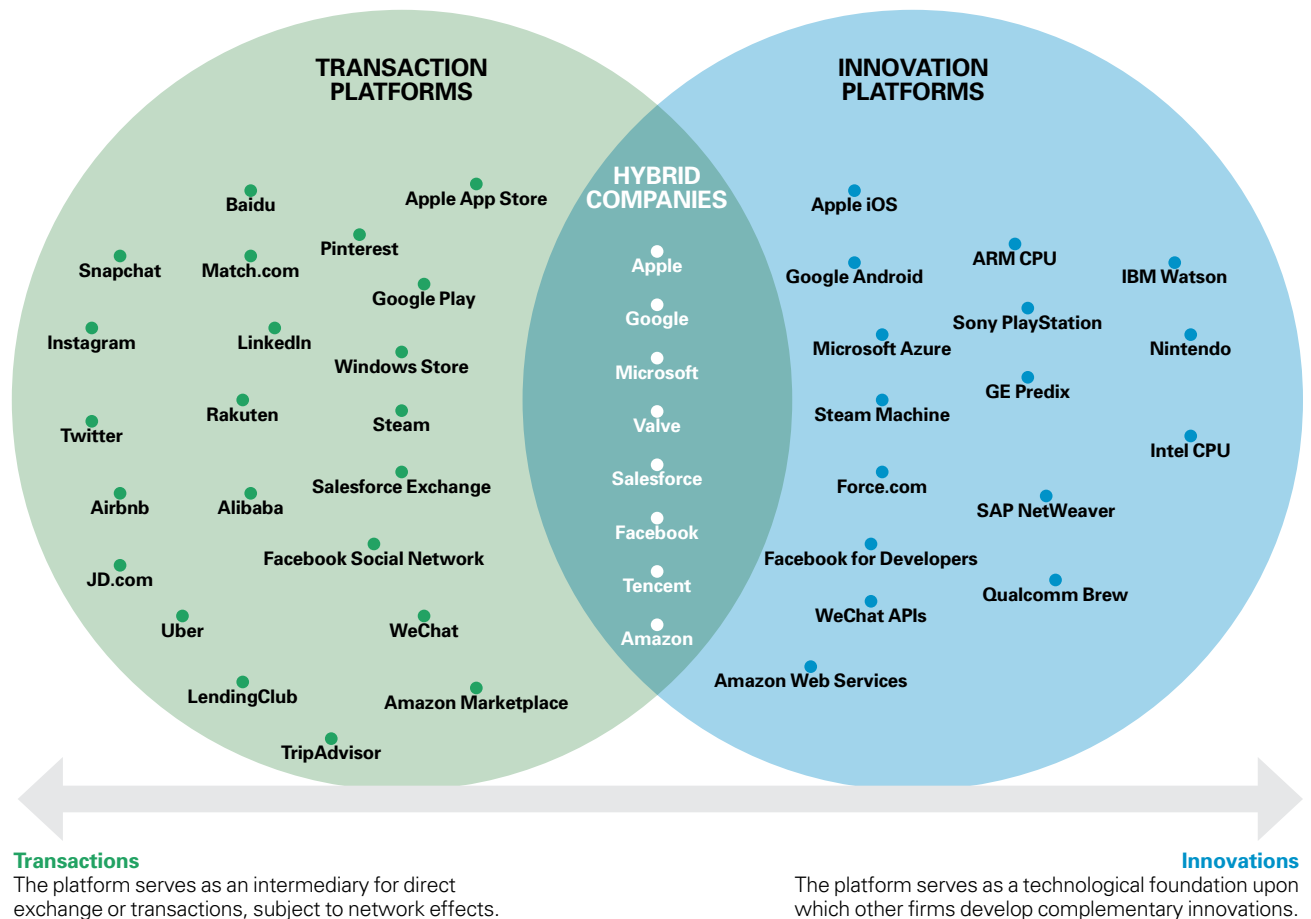 TRANSACTION
PLATFORMS
Baidu
Apple App Store
Pinterest
Snapchat
Match.com
Google Play
Instagram
LinkedIn
Windows Store
Rakuten
Steam
Twitter
Salesforce Exchange
Airbnb
Alibaba
Facebook Social Network
JD.com
Uber
WeChat
LendingClub
Amazon Marketplace
TripAdvisor
HYBRID
COMPANIES
Apple
Google
Microsoft
Valve
Salesforce
Facebook
Tencent
Amazon
INNOVATION
PLATFORMS
Apple iOS
ARM CPU
Google Android
IBM Watson
Sony PlayStation
Microsoft Azure
Nintendo
GE Predix
Steam Machine
Intel CPU
Force.com
SAP NetWeaver
Facebook for Developers
Qualcomm Brew
WeChat APIs
Amazon Web Services
Transactions
The platform serves as an intermediary for direct
exchange or transactions, subject to network effects.
Innovations
The platform serves as a technological foundation upon
which other firms develop complementary innovations.